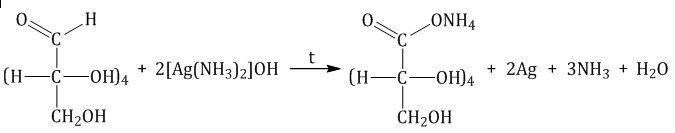 O H O ONH4
C C
t
(H—C—OH)4 + 2[Ag(NH3)2]OH → (H—C—OH)4 + 2Ag + 3NH3 + H2O
CH2OH CH2OH